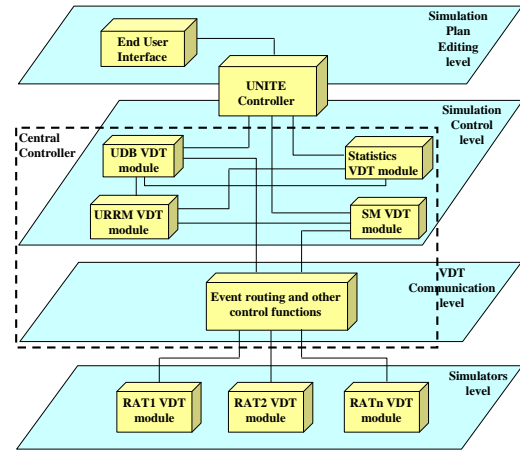 Simulation
Plan
Editing
level
End User
Interface
UNITE
Controller
Simulation
Control
level
Central
Controller
UDB VDT
module
Statistics
VDT module
URRM VDT
module
SM VDT
module
VDT
Communication
level
Event routing and other
control functions
Simulators
level
RAT1 VDT
module
RAT2 VDT
module
RATn VDT
module